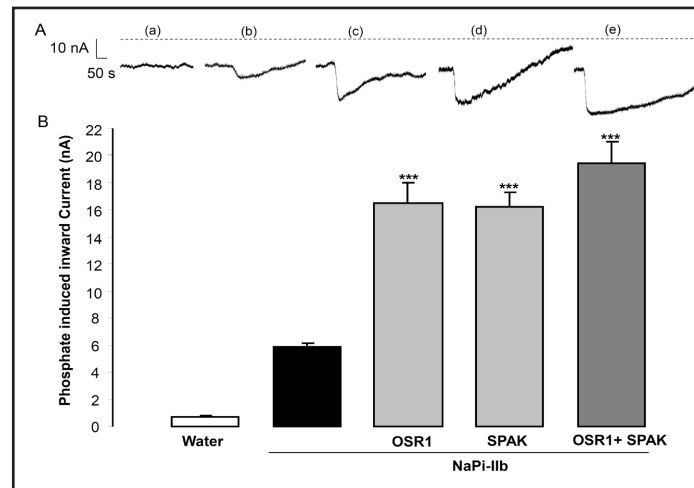 A
(a) (b) (c) (d) (e)
10 nA
50 s
B
Phosphate induced inward Current (nA)
22
20
18
16
14
12
10
8
6
4
2
0
***
***
***
Water
OSR1
SPAK
OSR1+ SPAK
NaPi-IIb